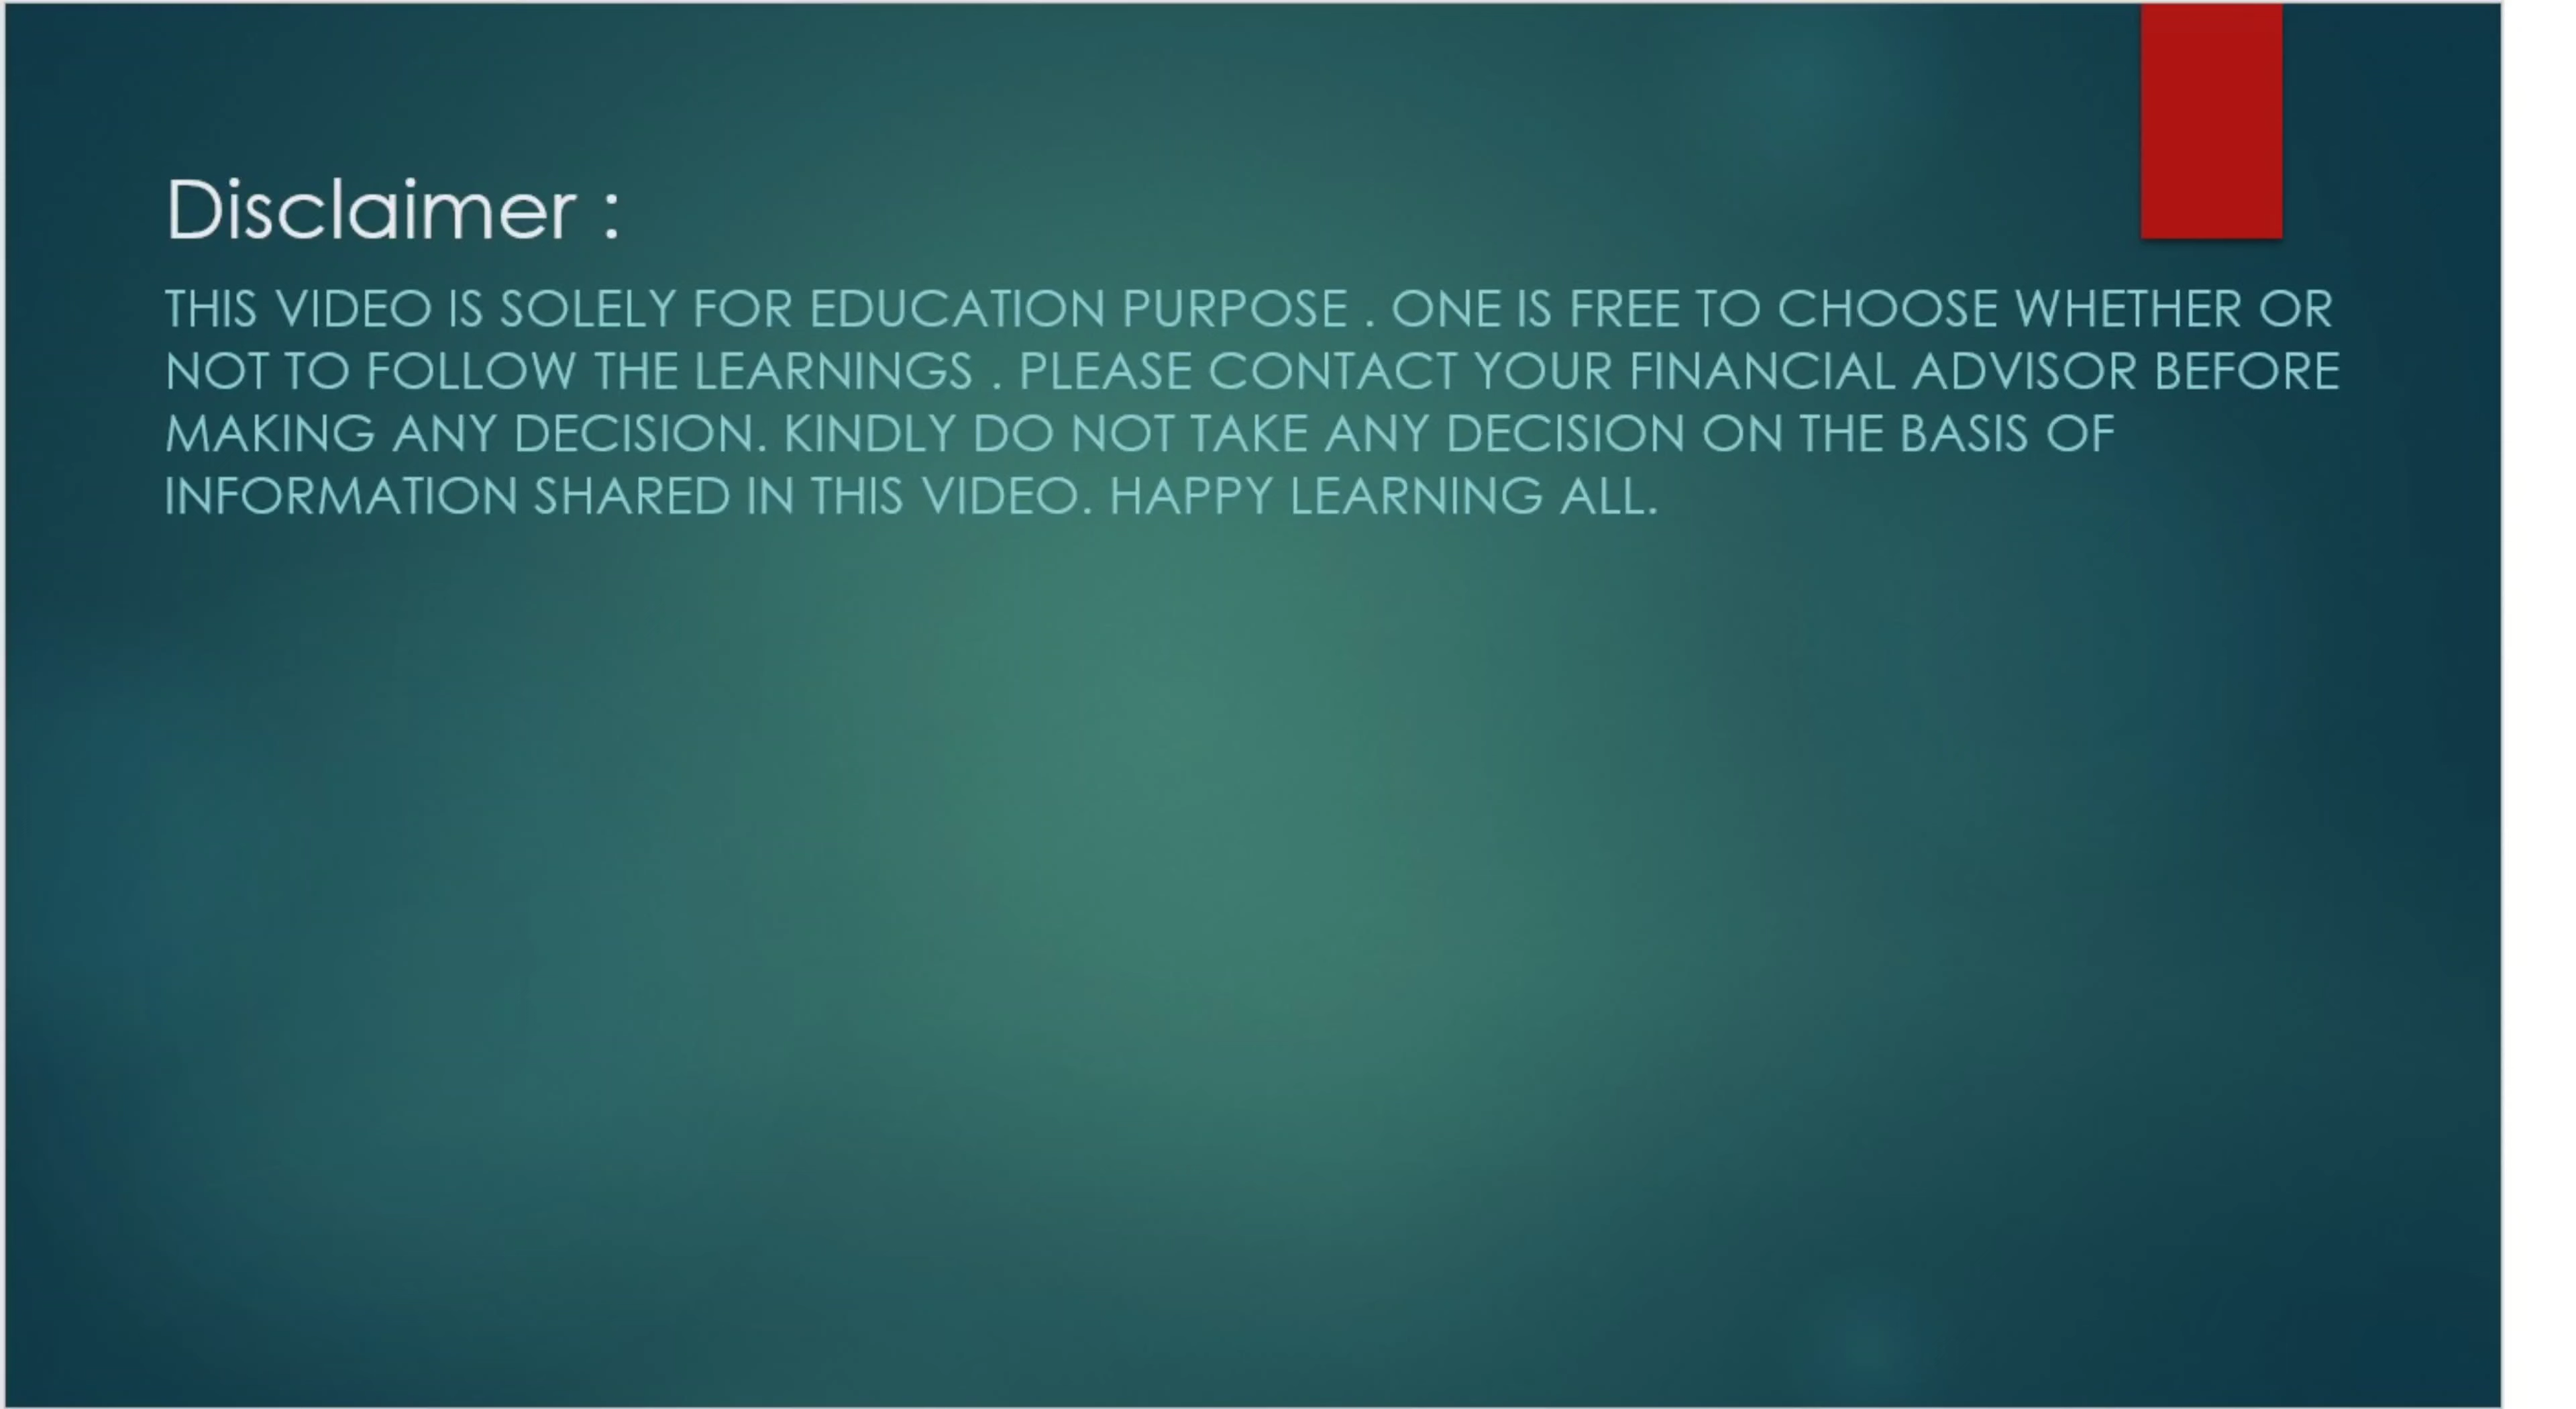 Disclaimer :
THIS VIDEO IS SOLELY FOR EDUCATION PURPOSE . ONE IS FREE TO CHOOSE WHETHER OR
NOT TO FOLLOW THE LEARNINGS . PLEASE CONTACT YOUR FINANCIAL ADVISOR BEFORE
MAKING ANY DECISION. KINDLY DO NOT TAKE ANY DECISION ON THE BASIS OF
INFORMATION SHARED IN THIS VIDEO. HAPPY LEARNING ALL.